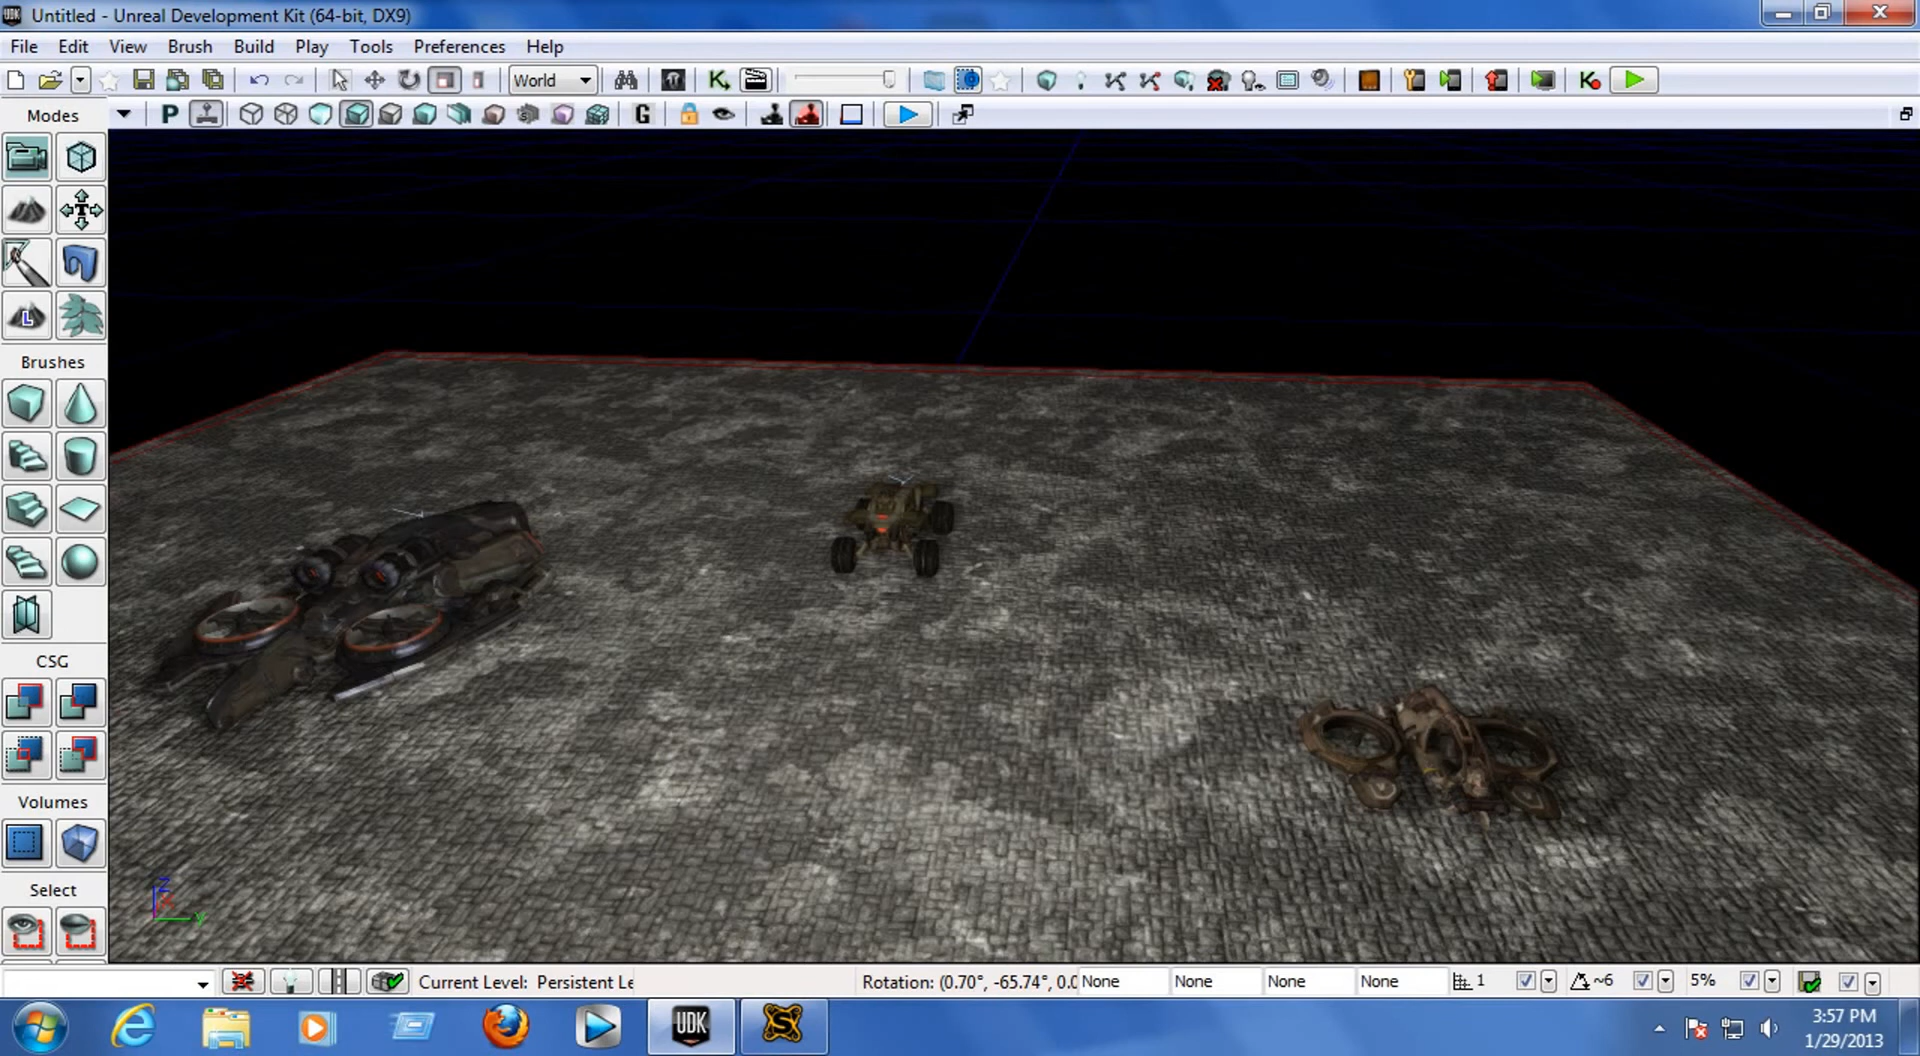 Untitled - Unreal Development Kit (64-bit, DX9)
File Edit View Brush Build Play Tools Preferences Help
World
Modes
P
G
L
Brushes
CSG
Volumes
Select
Z
X
Y
Current Level: Persistent Le
Rotation: (0.70°, -65.74°, 0.0
None
None
None
None
1
~6
5%
UDK
3:57 PM
1/29/2013